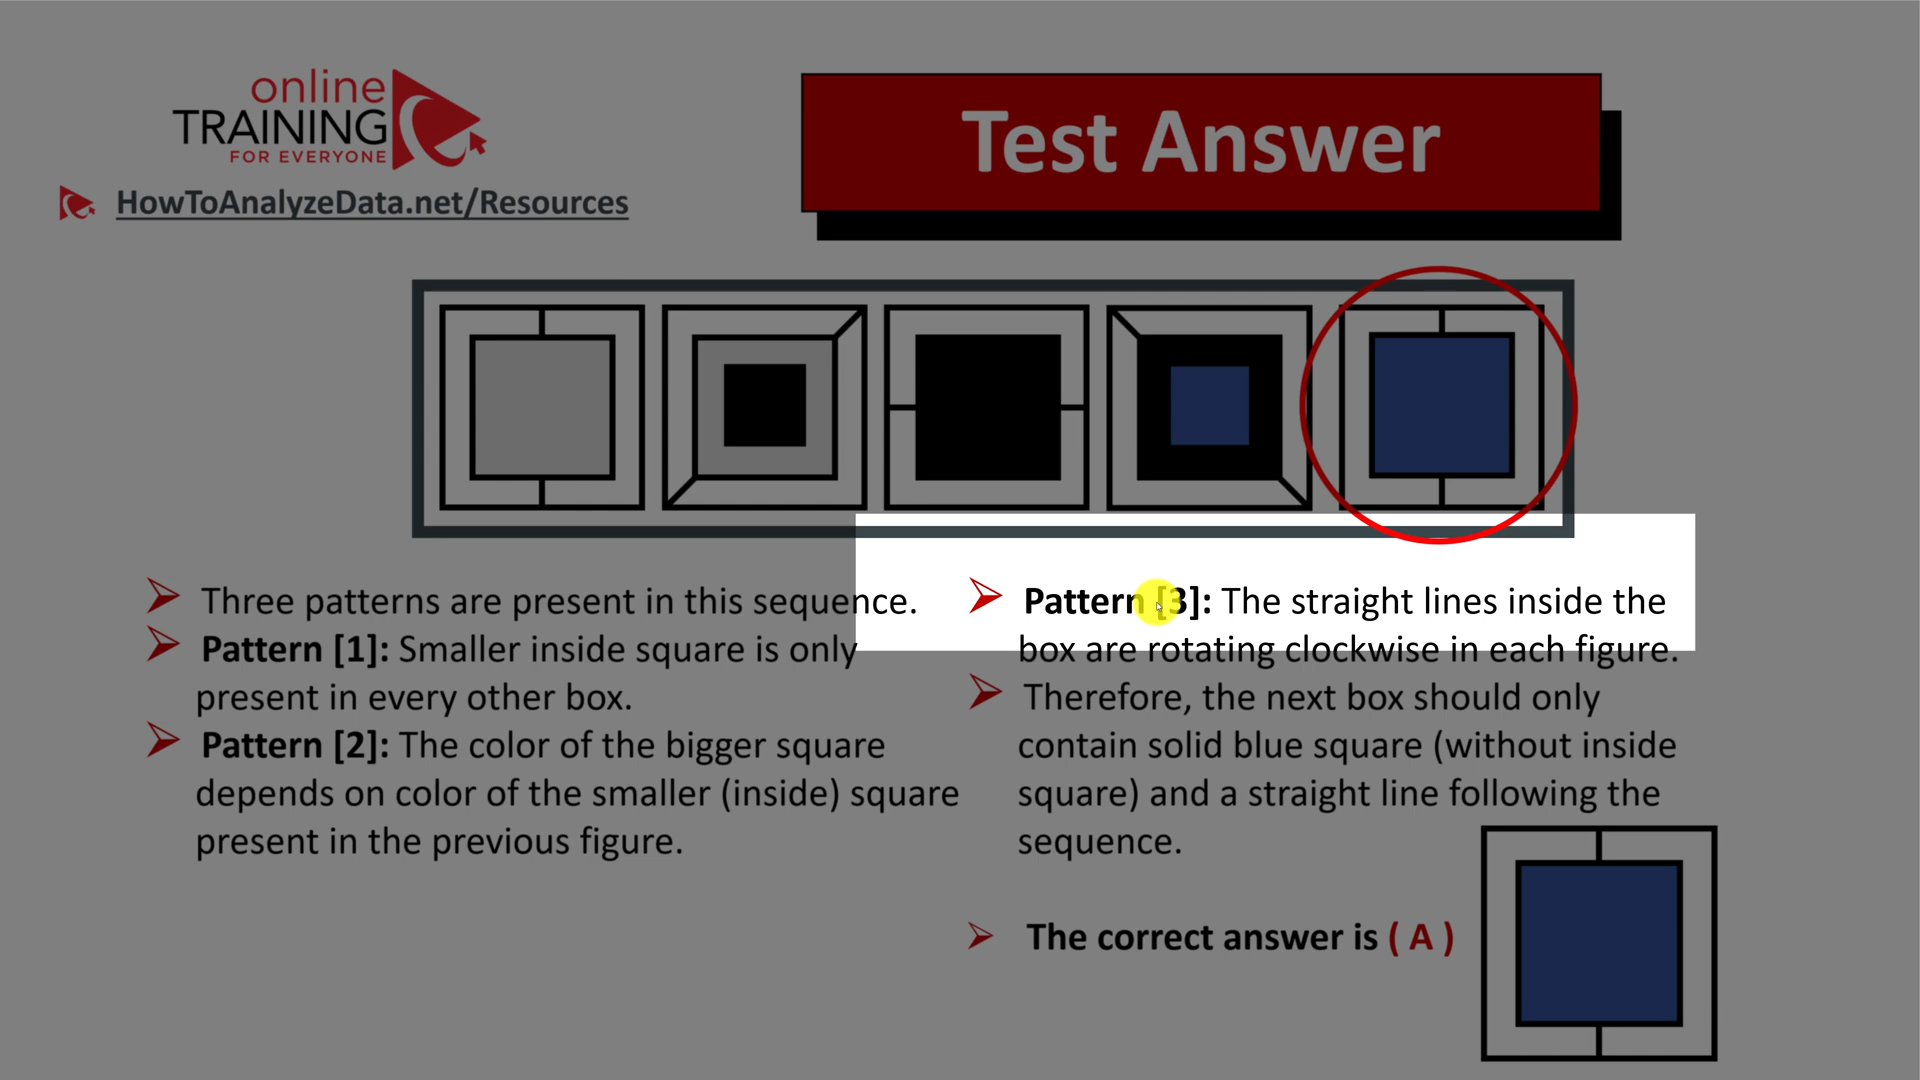 online
TRAINING
FOR EVERYONE
HowToAnalyzeData.net/Resources
Test Answer
Three patterns are present in this sequence.
Pattern [1]: Smaller inside square is only
present in every other box.
Pattern [2]: The color of the bigger square
depends on color of the smaller (inside) square
present in the previous figure.
Pattern [3]: The straight lines inside the
box are rotating clockwise in each figure.
Therefore, the next box should only
contain solid blue square (without inside
square) and a straight line following the
sequence.
The correct answer is ( A )